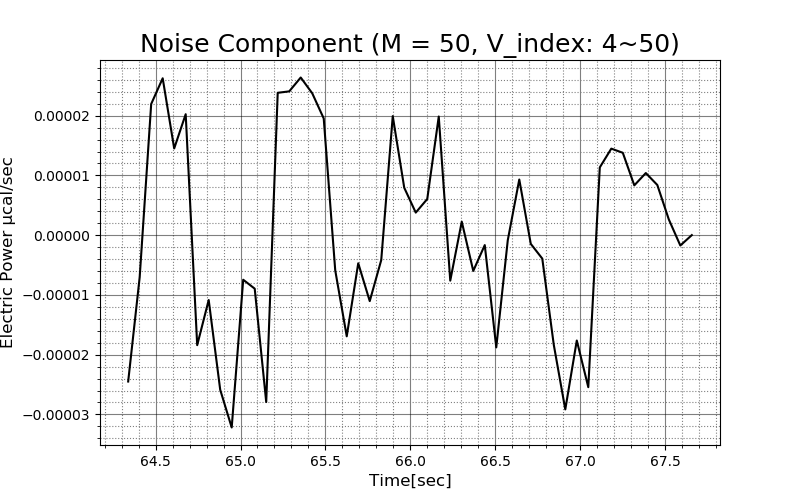 Noise Component (M = 50, V_index: 4~50)
Electric Power μcal/sec
0.00002
0.00001
0.00000
−0.00001
−0.00002
−0.00003
64.5 65.0 65.5 66.0 66.5 67.0 67.5
Time[sec]